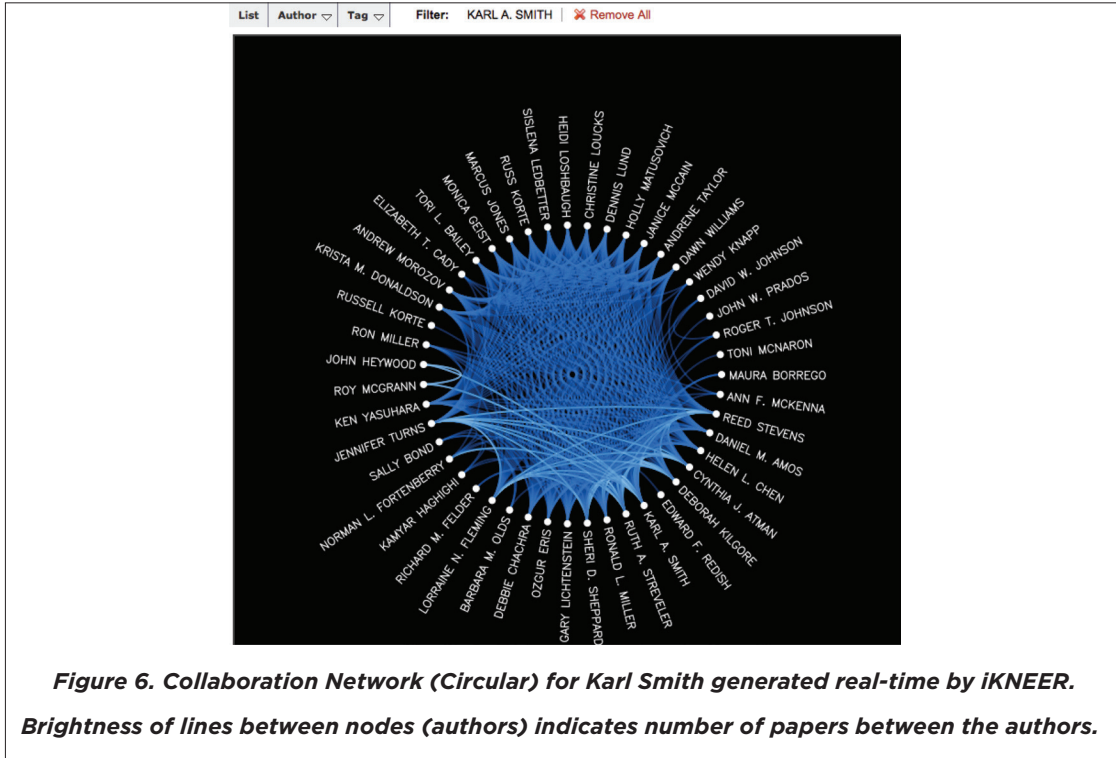 List Author Tag Filter: KARL A. SMITH Remove All
SISLENA LEDBETTER
HEIDI LOSHBAUGH
CHRISTINE LOUCKS
DENNIS LUND
HOLLY MATUSOVICH
JANICE MCCAIN
ANDRENE TAYLOR
DAWN WILLIAMS
WENDY KNAPP
DAVID W. JOHNSON
JOHN W. PRADOS
ROGER T. JOHNSON
TONI MCNARON
MAURA BORREGO
ANN F. MCKENNA
REED STEVENS
DANIEL M. AMOS
HELEN L. CHEN
CYNTHIA J. ATMAN
DEBORAH KILGORE
EDWARD F. REDISH
KARL A. SMITH
RUTH A. STREVELER
RONALD L. MILLER
SHERI D. SHEPPARD
GARY LICHTENSTEIN
OZGUR ERIS
DEBBIE CHACHRA
BARBARA M. OLDS
LORRAINE N. FLEMING
RICHARD M. FELDER
KAMYAR HAGHIGHI
NORMAN L. FORTENBERRY
SALLY BOND
JENNIFER TURNS
KEN YASUHARA
ROY MCGRANN
JOHN HEYWOOD
RON MILLER
RUSSELL KORTE
KRISTA M. DONALDSON
ANDREW MOROZOV
ELIZABETH T. CADY
TORI L. BAILEY
MONICA GEIST
MARCUS JONES
RUSS KORTE
Figure 6. Collaboration Network (Circular) for Karl Smith generated real-time by iKNEER.
Brightness of lines between nodes (authors) indicates number of papers between the authors.